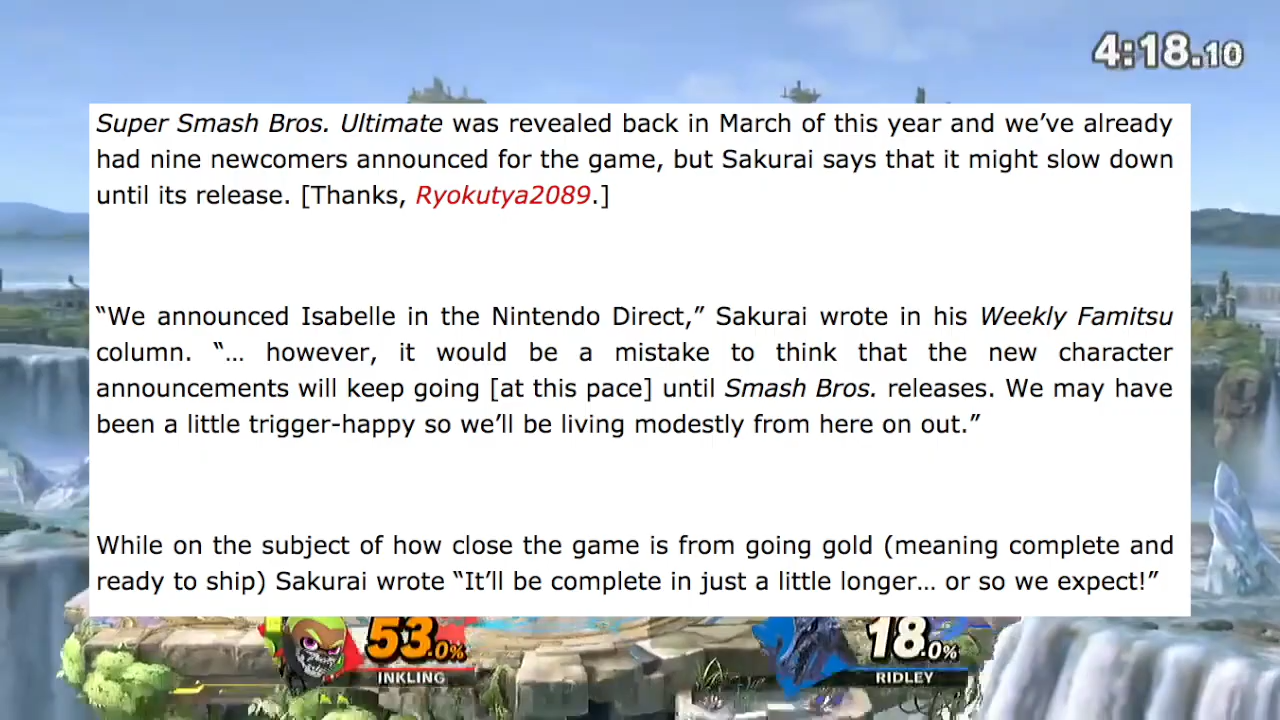 4:18.10
Super Smash Bros. Ultimate was revealed back in March of this year and we’ve already
had nine newcomers announced for the game, but Sakurai says that it might slow down
until its release. [Thanks, Ryokutya2089.]
“We announced Isabelle in the Nintendo Direct,” Sakurai wrote in his Weekly Famitsu
column. “… however, it would be a mistake to think that the new character
announcements will keep going [at this pace] until Smash Bros. releases. We may have
been a little trigger-happy so we’ll be living modestly from here on out.”
While on the subject of how close the game is from going gold (meaning complete and
ready to ship) Sakurai wrote “It’ll be complete in just a little longer… or so we expect!”
53.0% 18.0%
INKLING RIDLEY